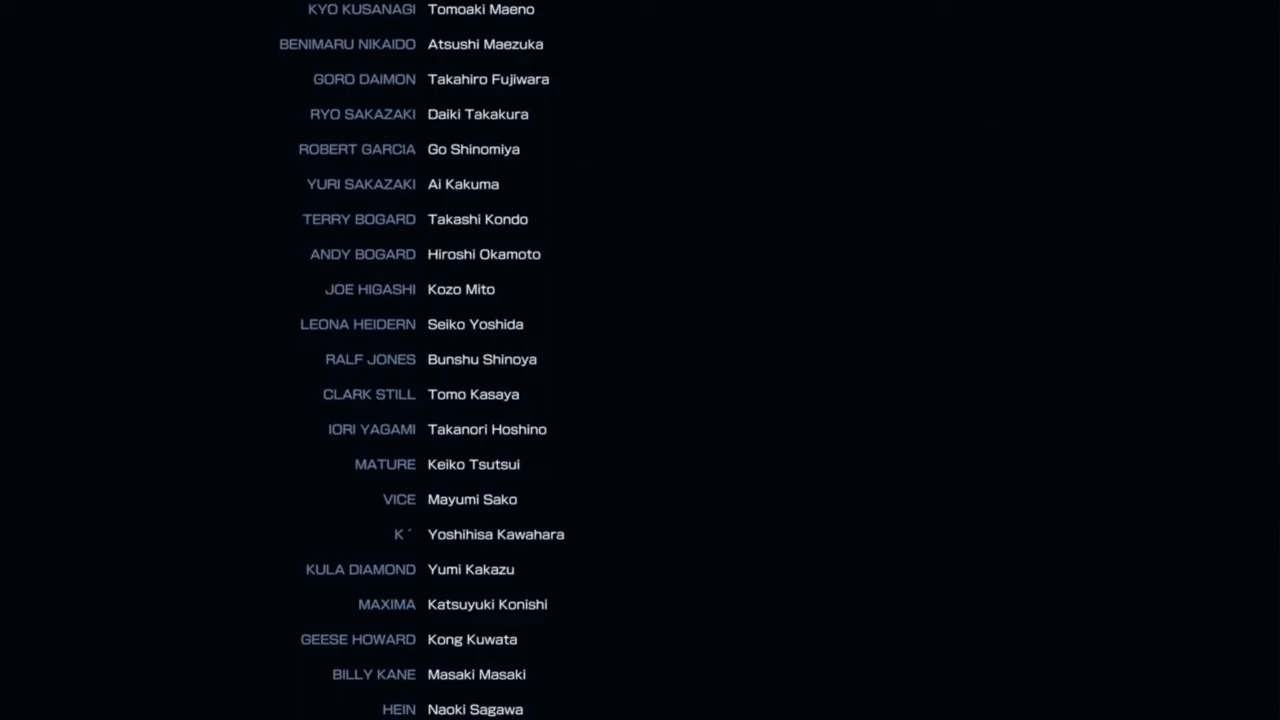 KYO KUSANAGI Tomoaki Maeno
BENIMARU NIKAIDO Atsushi Maezuka
GORO DAIMON Takahiro Fujiwara
RYO SAKAZAKI Daiki Takakura
ROBERT GARCIA Go Shinomiya
YURI SAKAZAKI Ai Kakuma
TERRY BOGARD Takashi Kondo
ANDY BOGARD Hiroshi Okamoto
JOE HIGASHI Kozo Mito
LEONA HEIDERN Seiko Yoshida
RALF JONES Bunshu Shinoya
CLARK STILL Tomo Kasaya
IORI YAGAMI Takanori Hoshino
MATURE Keiko Tsutsui
VICE Mayumi Sako
K´ Yoshihisa Kawahara
KULA DIAMOND Yumi Kakazu
MAXIMA Katsuyuki Konishi
GEESE HOWARD Kong Kuwata
BILLY KANE Masaki Masaki
HEIN Naoki Sagawa